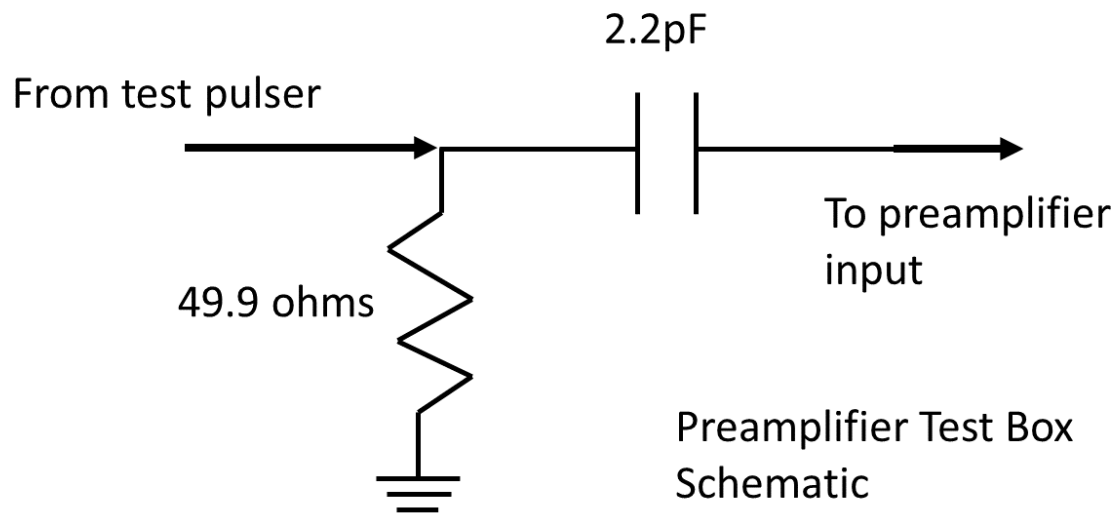 2.2pF
From test pulser
To preamplifier
input
49.9 ohms
Preamplifier Test Box
Schematic